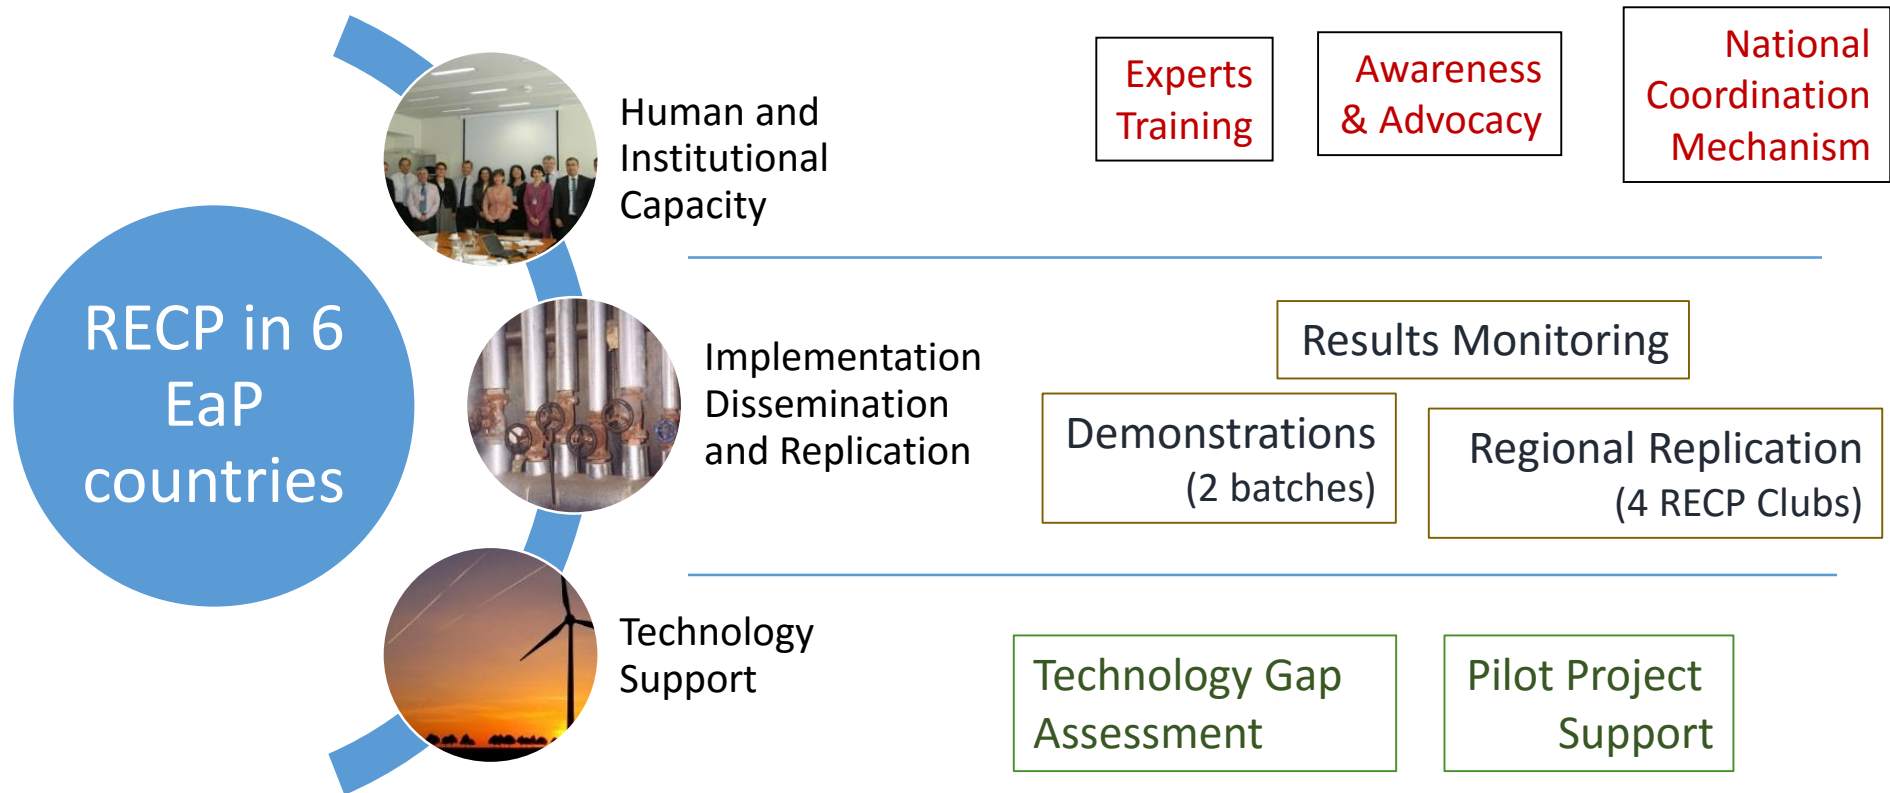 RECP in 6
EaP
countries
Human and
Institutional
Capacity
Experts
Training
Awareness
& Advocacy
National
Coordination
Mechanism
Implementation
Dissemination
and Replication
Results Monitoring
Demonstrations
(2 batches)
Regional Replication
(4 RECP Clubs)
Technology
Support
Technology Gap
Assessment
Pilot Project
Support